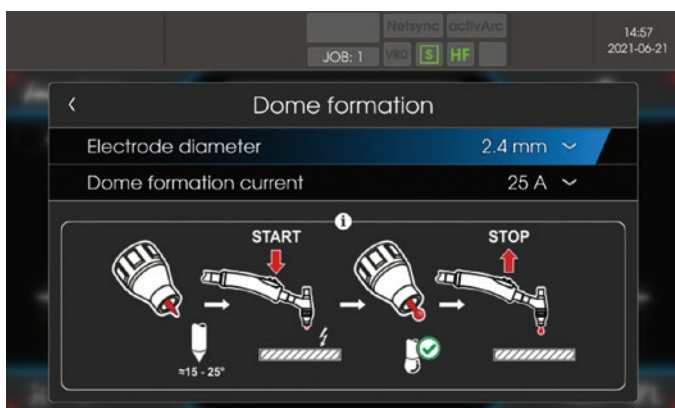 Netsync activArc
14:57
JOB: 1 VRD S HF
2021-06-21
Dome formation
Electrode diameter 2.4 mm
Dome formation current 25 A
i
START STOP
≈15 - 25°